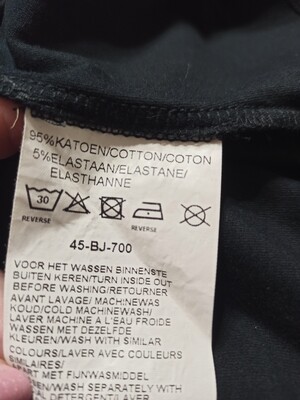 95%KATOEN/COTTON/COTON
5%ELASTAAN/ELASTANE/
ELASTHANNE
30
REVERSE
REVERSE
45-BJ-700
VOOR HET WASSEN BINNENSTE
BUITEN KEREN/TURN INSIDE OUT
BEFORE WASHING/RETOURNER
AVANT LAVAGE/ MACHINEWAS
KOUD/COLD MACHINEWASH/
LAVER MACHINE A L'EAU FROIDE
WASSEN MET DEZELFDE
KLEUREN/WASH WITH SIMILAR
COLOURS/LAVER AVEC COULEURS
SIMILAIRES/
APART MET FIJNWASMIDDEL
WASSEN/WASH SEPARATELY WITH
DETERGENT/LAVER